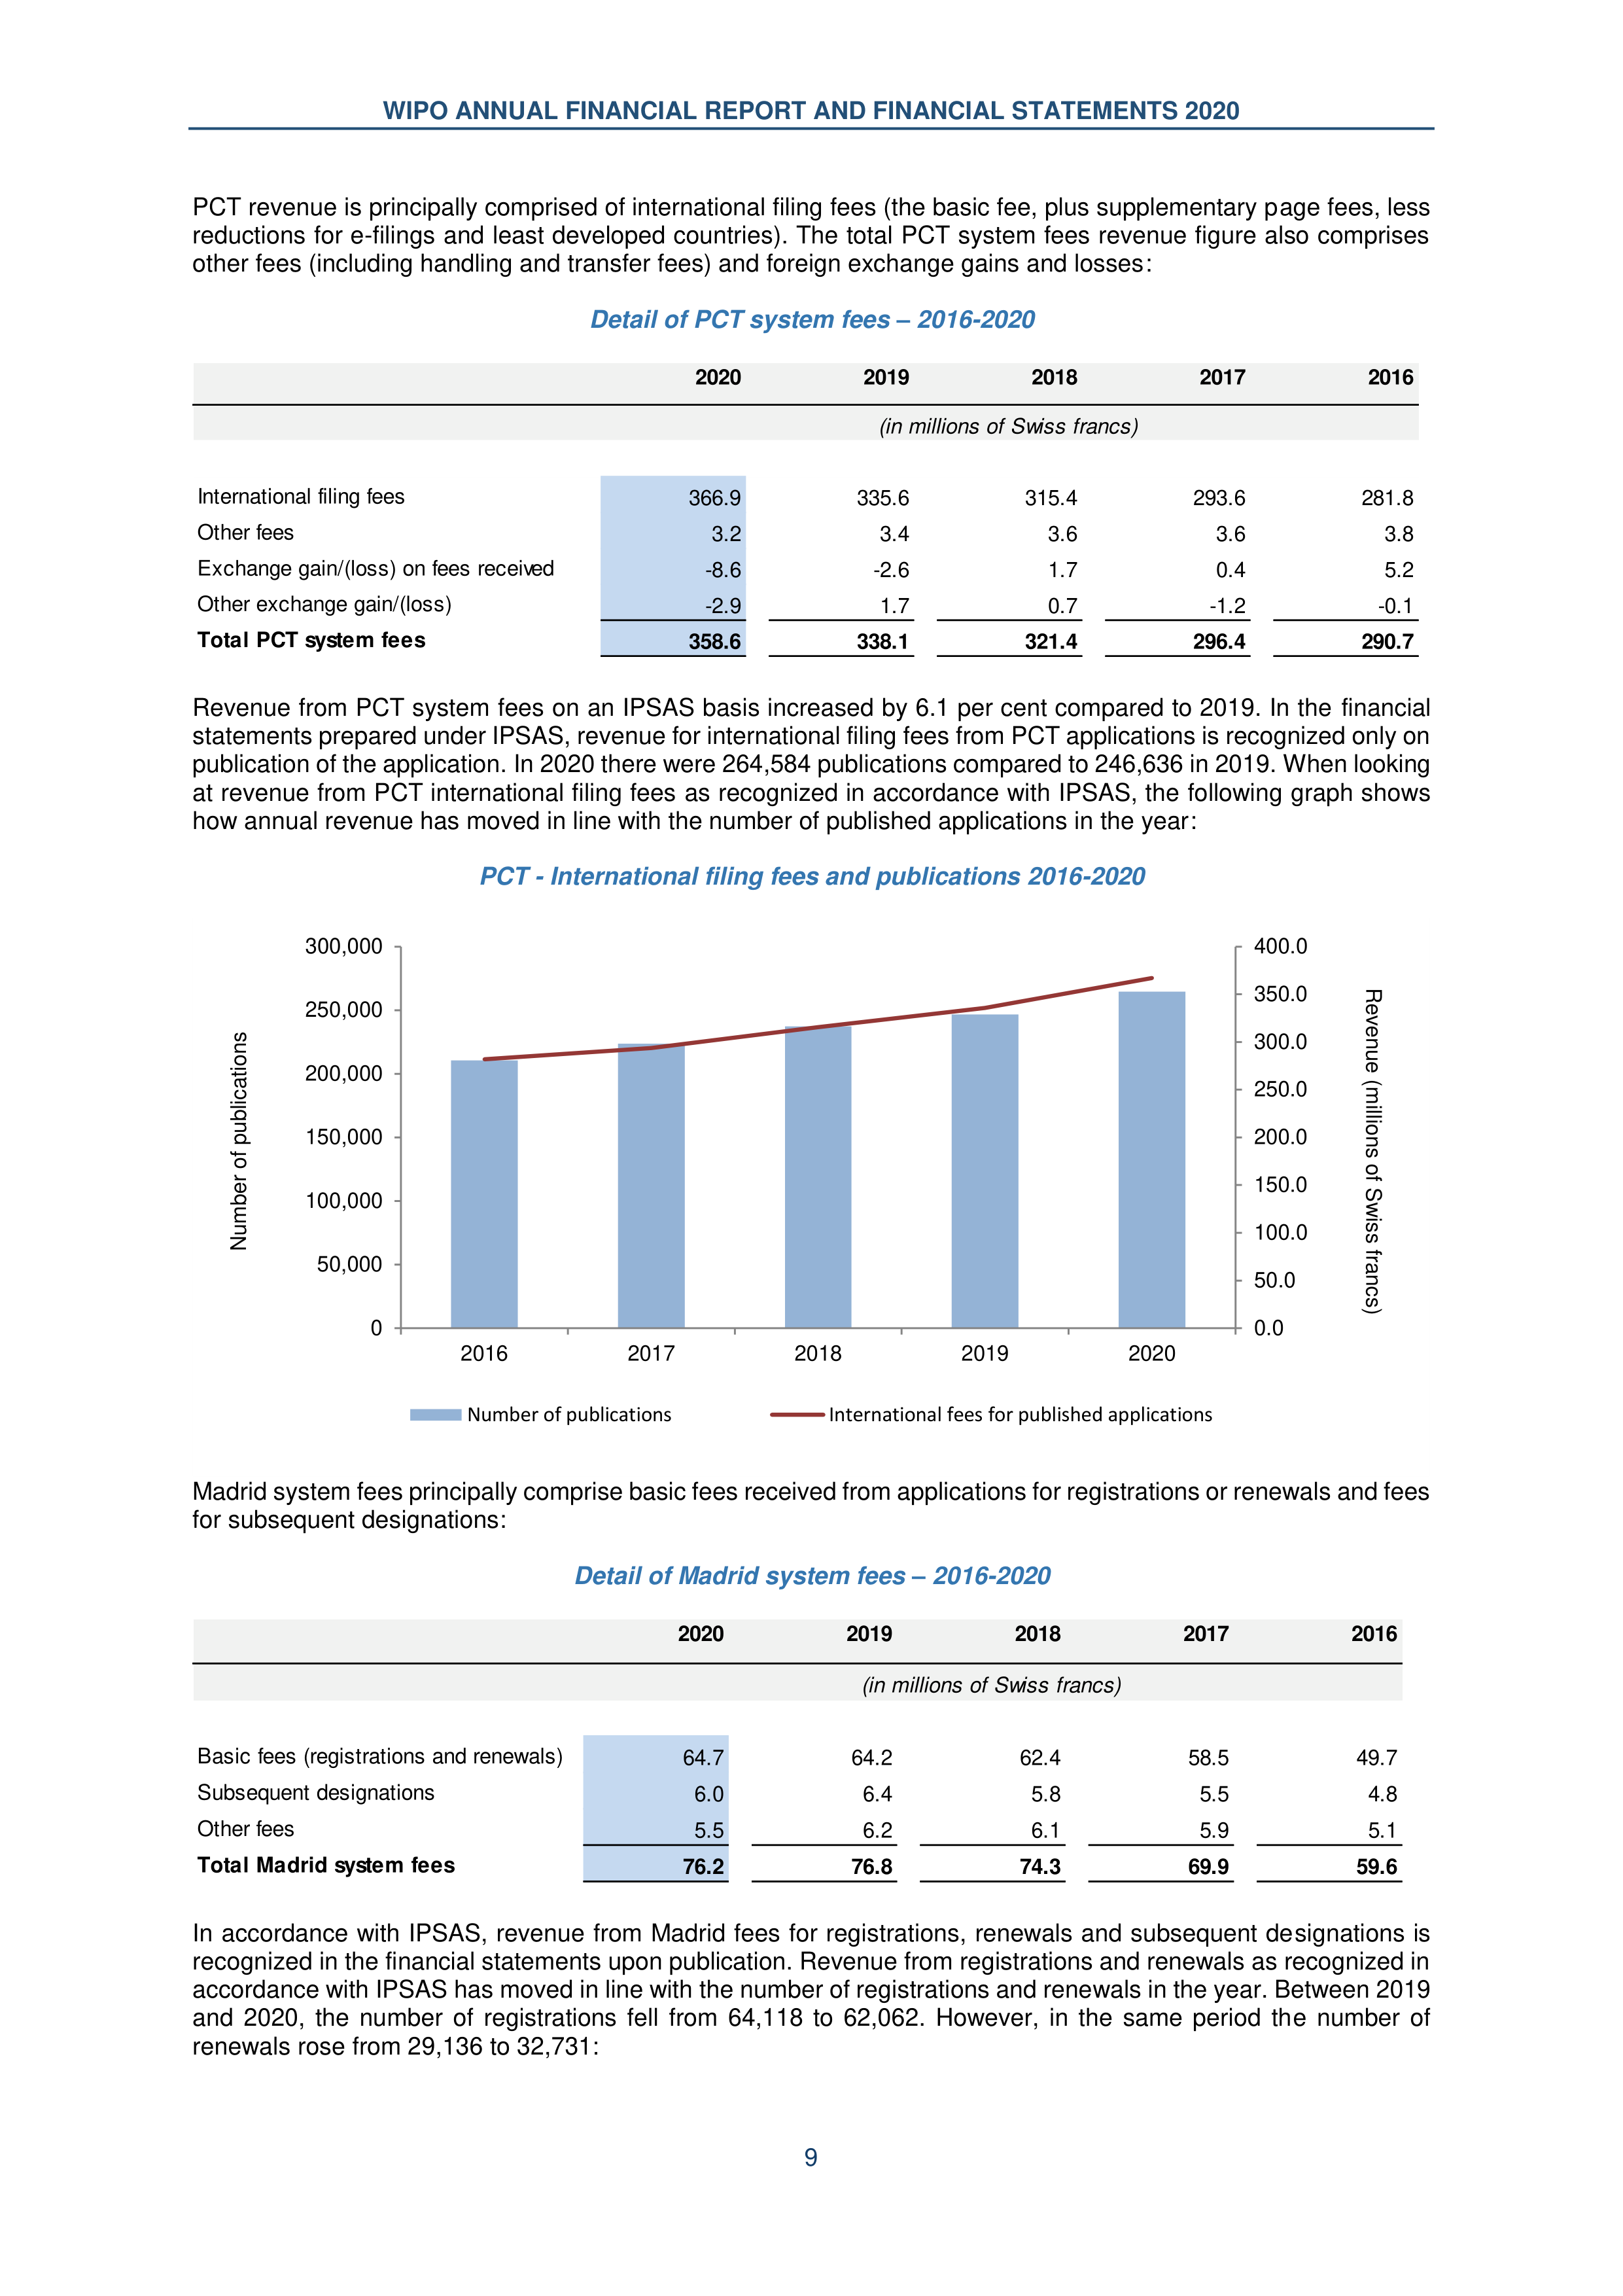 WIPO ANNUAL FINANCIAL REPORT AND FINANCIAL STATEMENTS 2020
PCT revenue is principally comprised of international filing fees (the basic fee, plus supplementary page fees, less
reductions for e-filings and least developed countries). The total PCT system fees revenue figure also comprises
other fees (including handling and transfer fees) and foreign exchange gains and losses:
Detail of PCT system fees – 2016-2020
2020 2019 2018 2017 2016
(in millions of Swiss francs)
International filing fees 366.9 335.6 315.4 293.6 281.8
Other fees 3.2 3.4 3.6 3.6 3.8
Exchange gain/(loss) on fees received -8.6 -2.6 1.7 0.4 5.2
Other exchange gain/(loss) -2.9 1.7 0.7 -1.2 -0.1
Total PCT system fees 358.6 338.1 321.4 296.4 290.7
Revenue from PCT system fees on an IPSAS basis increased by 6.1 per cent compared to 2019. In the financial
statements prepared under IPSAS, revenue for international filing fees from PCT applications is recognized only on
publication of the application. In 2020 there were 264,584 publications compared to 246,636 in 2019. When looking
at revenue from PCT international filing fees as recognized in accordance with IPSAS, the following graph shows
how annual revenue has moved in line with the number of published applications in the year:
PCT - International filing fees and publications 2016-2020
Number of publications
300,000
250,000
200,000
150,000
100,000
50,000
0
400.0
350.0
300.0
250.0
200.0
150.0
100.0
50.0
0.0
Revenue (millions of Swiss francs)
2016 2017 2018 2019 2020
Number of publications International fees for published applications
Madrid system fees principally comprise basic fees received from applications for registrations or renewals and fees
for subsequent designations:
Detail of Madrid system fees – 2016-2020
2020 2019 2018 2017 2016
(in millions of Swiss francs)
Basic fees (registrations and renewals) 64.7 64.2 62.4 58.5 49.7
Subsequent designations 6.0 6.4 5.8 5.5 4.8
Other fees 5.5 6.2 6.1 5.9 5.1
Total Madrid system fees 76.2 76.8 74.3 69.9 59.6
In accordance with IPSAS, revenue from Madrid fees for registrations, renewals and subsequent designations is
recognized in the financial statements upon publication. Revenue from registrations and renewals as recognized in
accordance with IPSAS has moved in line with the number of registrations and renewals in the year. Between 2019
and 2020, the number of registrations fell from 64,118 to 62,062. However, in the same period the number of
renewals rose from 29,136 to 32,731:
9